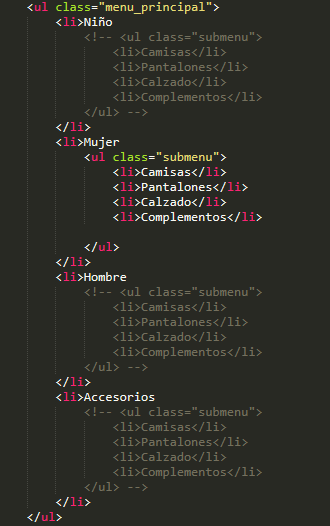 <ul class="menu_principal">
<li>Niño
<!-- <ul class="submenu">
<li>Camisas</li>
<li>Pantalones</li>
<li>Calzado</li>
<li>Complementos</li>
</ul> -->
</li>
<li>Mujer
<ul class="submenu">
<li>Camisas</li>
<li>Pantalones</li>
<li>Calzado</li>
<li>Complementos</li>
</ul>
</li>
<li>Hombre
<!-- <ul class="submenu">
<li>Camisas</li>
<li>Pantalones</li>
<li>Calzado</li>
<li>Complementos</li>
</ul> -->
</li>
<li>Accesorios
<!-- <ul class="submenu">
<li>Camisas</li>
<li>Pantalones</li>
<li>Calzado</li>
<li>Complementos</li>
</ul> -->
</li>
</ul>